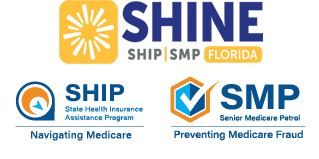 SHINE
SHIP|SMP FLORIDA
SHIP
State Health Insurance
Assistance Program
Navigating Medicare
SMP
Senior Medicare Patrol
Preventing Medicare Fraud